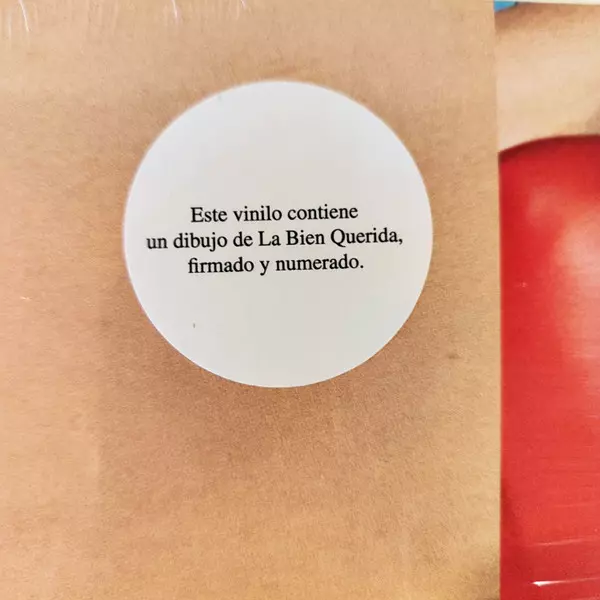 Este vinilo contiene
un dibujo de La Bien Querida,
firmado y numerado.